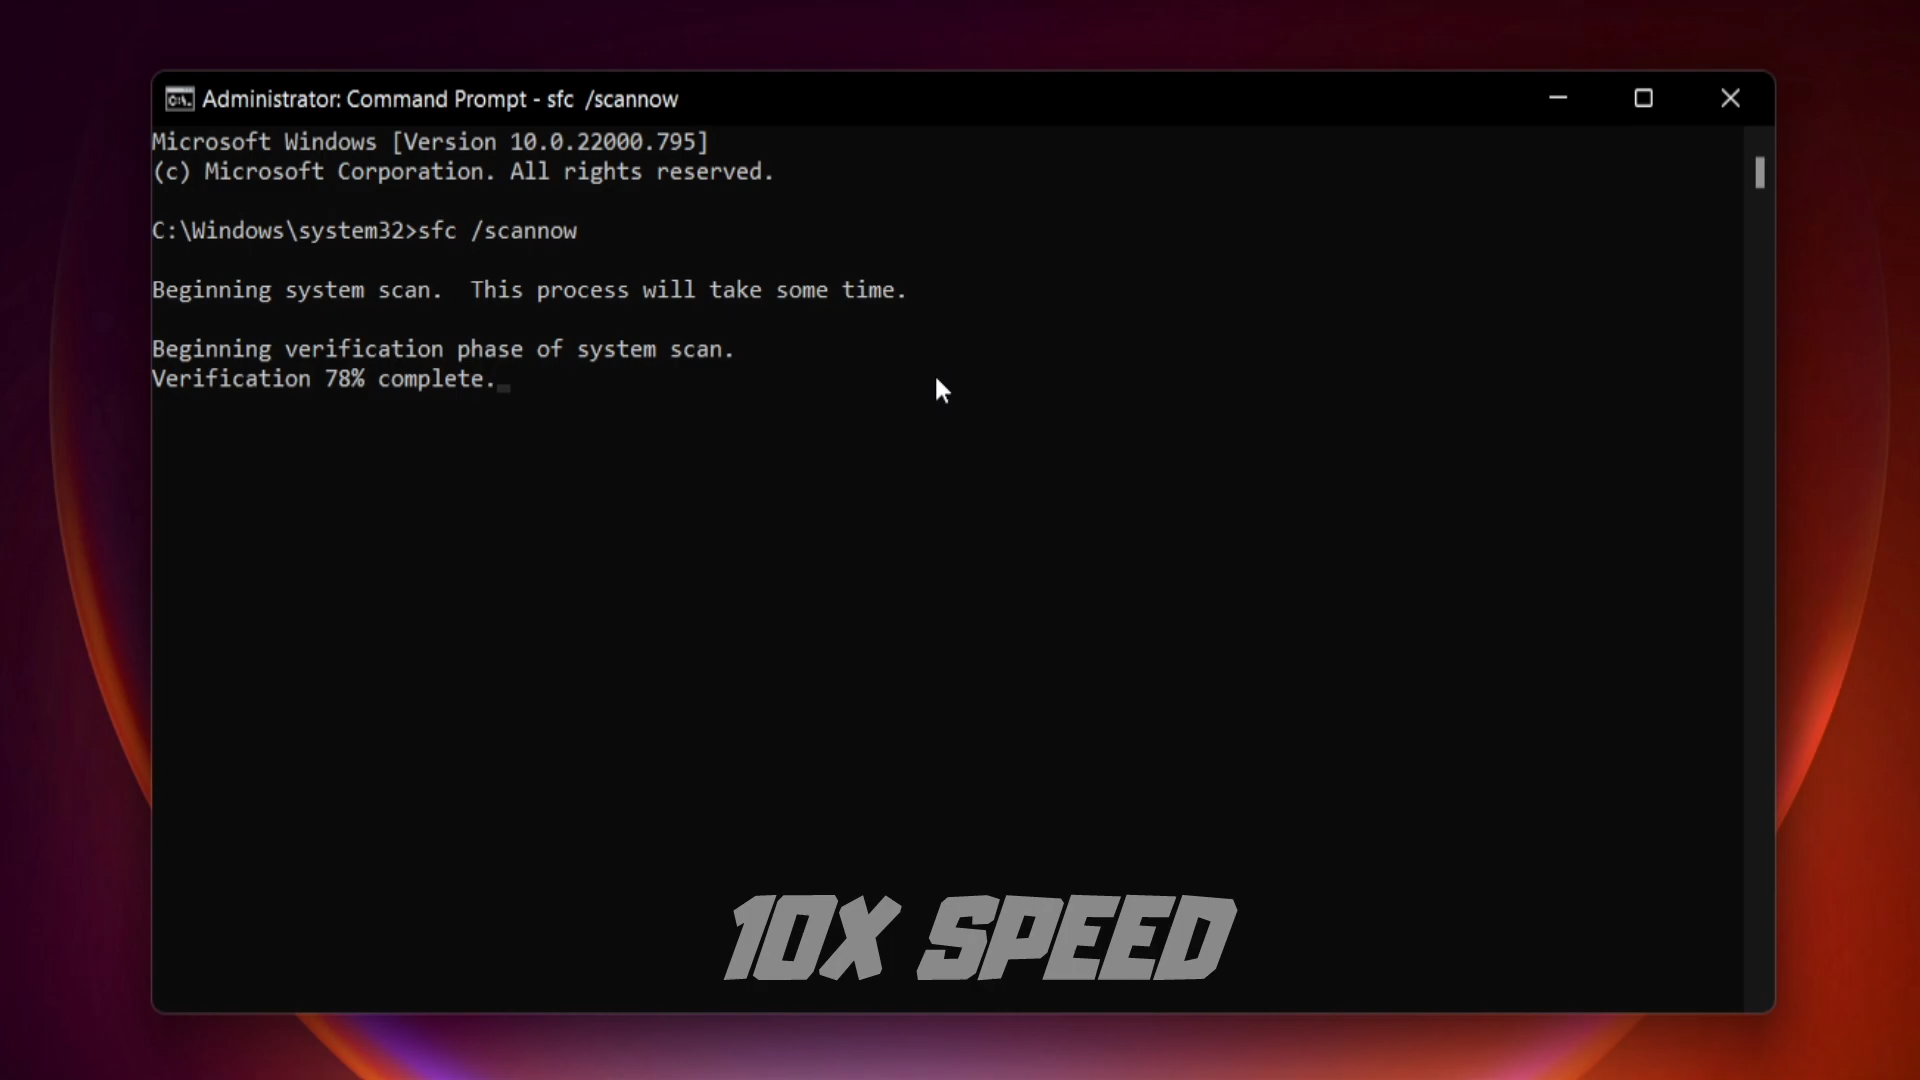 Administrator: Command Prompt - sfc  /scannow
Microsoft Windows [Version 10.0.22000.795]
(c) Microsoft Corporation. All rights reserved.
C:\Windows\system32>sfc /scannow
Beginning system scan.  This process will take some time.
Beginning verification phase of system scan.
Verification 78% complete.
10X SPEED